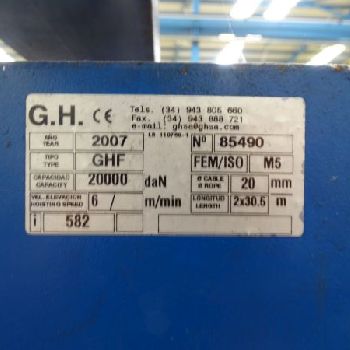 G.H. CE
Tels. (34) 943 805 660
Fax. (34) 943 888 721
e-mail: ghsa@ghsa.com
AÑO
YEAR 2007 Nº 85490
TIPO
TYPE GHF FEM/ISO M5
CAPACIDAD
CAPACITY 20000 daN Ø CABLE
Ø ROPE 20 mm
VEL. ELEVACION
HOISTING SPEED 6 / m/min LONGITUD
LENGTH 2x30.5 m
i 582